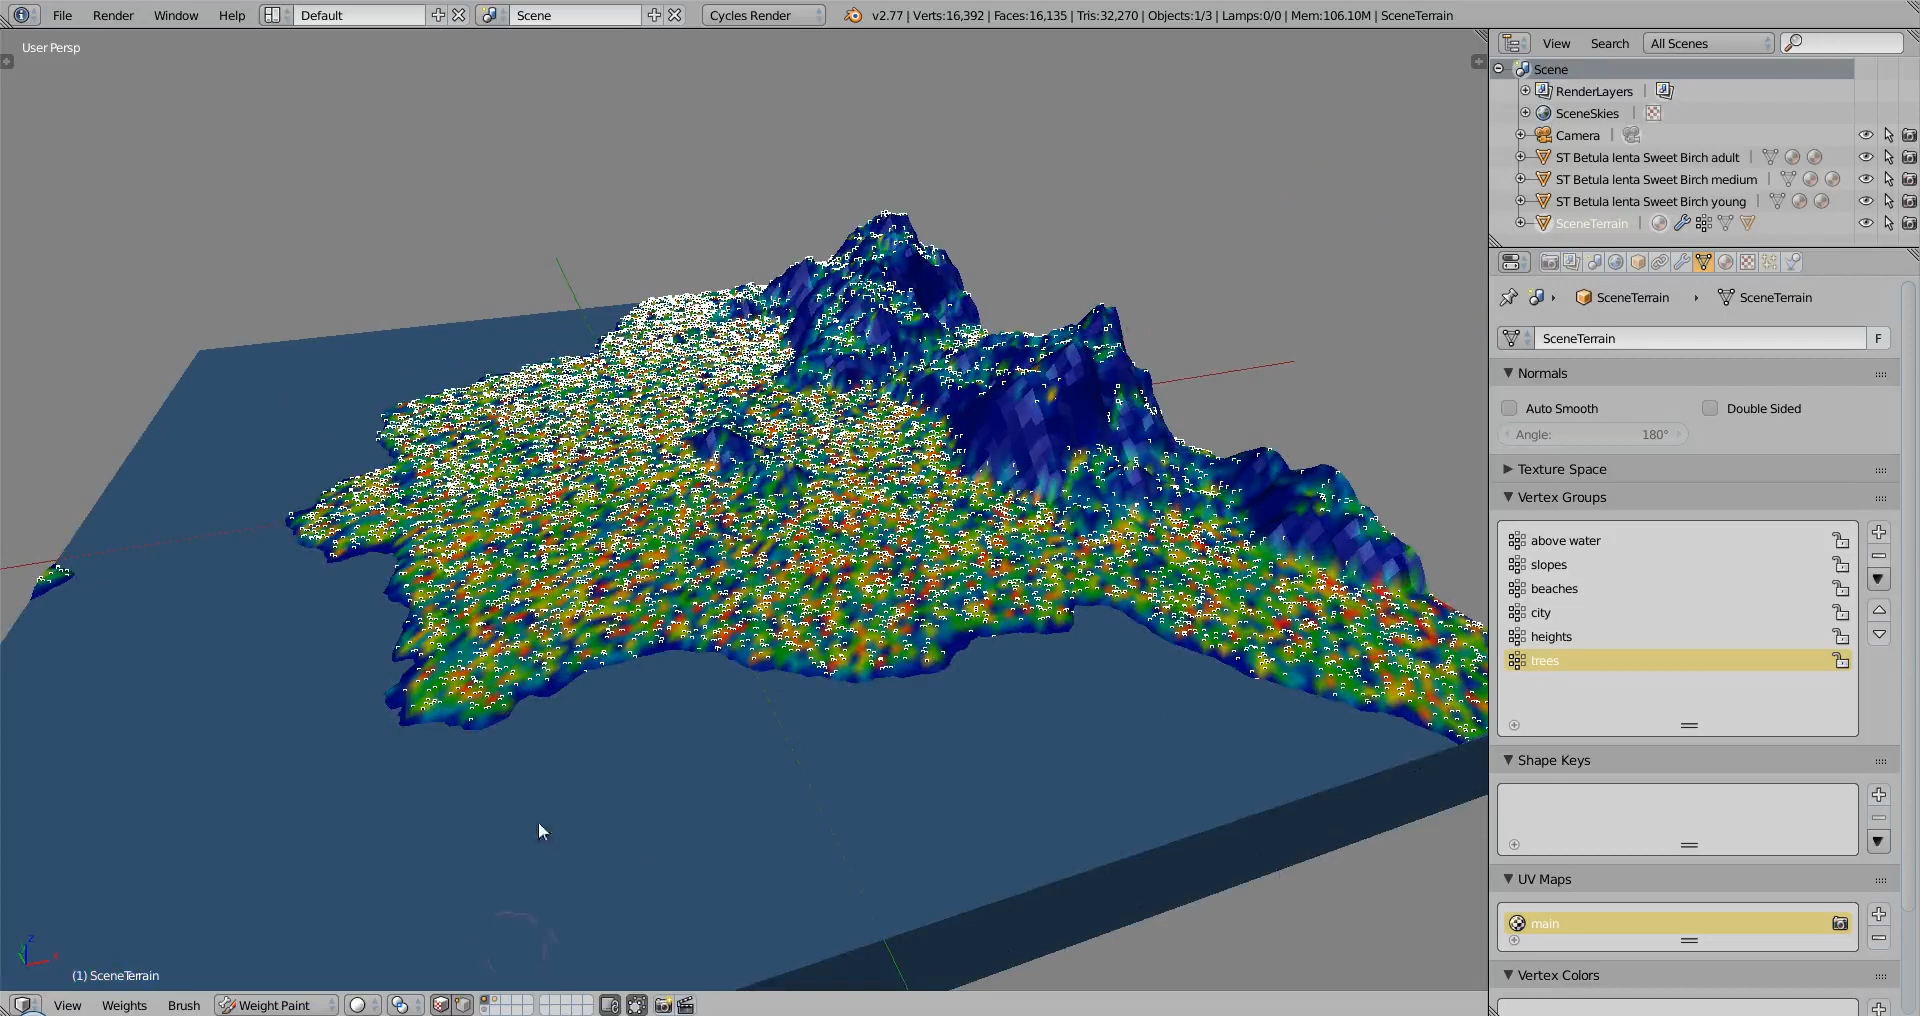 File Render Window Help Default Scene Cycles Render v2.77 | Verts:16,392 | Faces:16,135 | Tris:32,270 | Objects:1/3 | Lamps:0/0 | Mem:106.10M | SceneTerrain
User Persp
View Search All Scenes
Scene
RenderLayers |
SceneSkies |
Camera |
ST Betula lenta Sweet Birch adult |
ST Betula lenta Sweet Birch medium |
ST Betula lenta Sweet Birch young |
SceneTerrain |
SceneTerrain SceneTerrain
SceneTerrain F
Normals
Auto Smooth Double Sided
Angle: 180°
Texture Space
Vertex Groups
above water
slopes
beaches
city
heights
trees
Shape Keys
UV Maps
main
Vertex Colors
z
x
(1) SceneTerrain
View Weights Brush Weight Paint